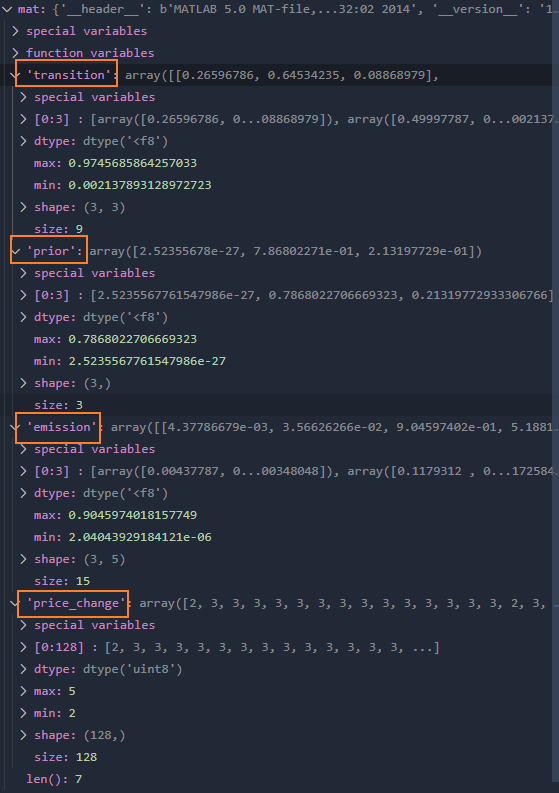 mat: {'__header__': b'MATLAB 5.0 MAT-file,...32:02 2014', '__version__': '1...
special variables
function variables
'transition': array([[0.26596786, 0.64534235, 0.08868979],
special variables
[0:3] : [array([0.26596786, 0...08868979]), array([0.49997787, 0...002137...
dtype: dtype('<f8')
max: 0.9745685864257033
min: 0.002137893128972723
shape: (3, 3)
size: 9
'prior': array([2.52355678e-27, 7.86802271e-01, 2.13197729e-01])
special variables
[0:3] : [2.5235567761547986e-27, 0.7868022706669323, 0.21319772933306766]
dtype: dtype('<f8')
max: 0.7868022706669323
min: 2.5235567761547986e-27
shape: (3,)
size: 3
'emission': array([[4.37786679e-03, 3.56626266e-02, 9.04597402e-01, 5.1881...
special variables
[0:3] : [array([0.00437787, 0...00348048]), array([0.1179312 , 0...172584...
dtype: dtype('<f8')
max: 0.9045974018157749
min: 2.04043929184121e-06
shape: (3, 5)
size: 15
'price_change': array([2, 3, 3, 3, 3, 3, 3, 3, 3, 3, 3, 3, 3, 3, 3, 2, 3, ...
special variables
[0:128] : [2, 3, 3, 3, 3, 3, 3, 3, 3, 3, 3, 3, 3, 3, ...]
dtype: dtype('uint8')
max: 5
min: 2
shape: (128,)
size: 128
len(): 7